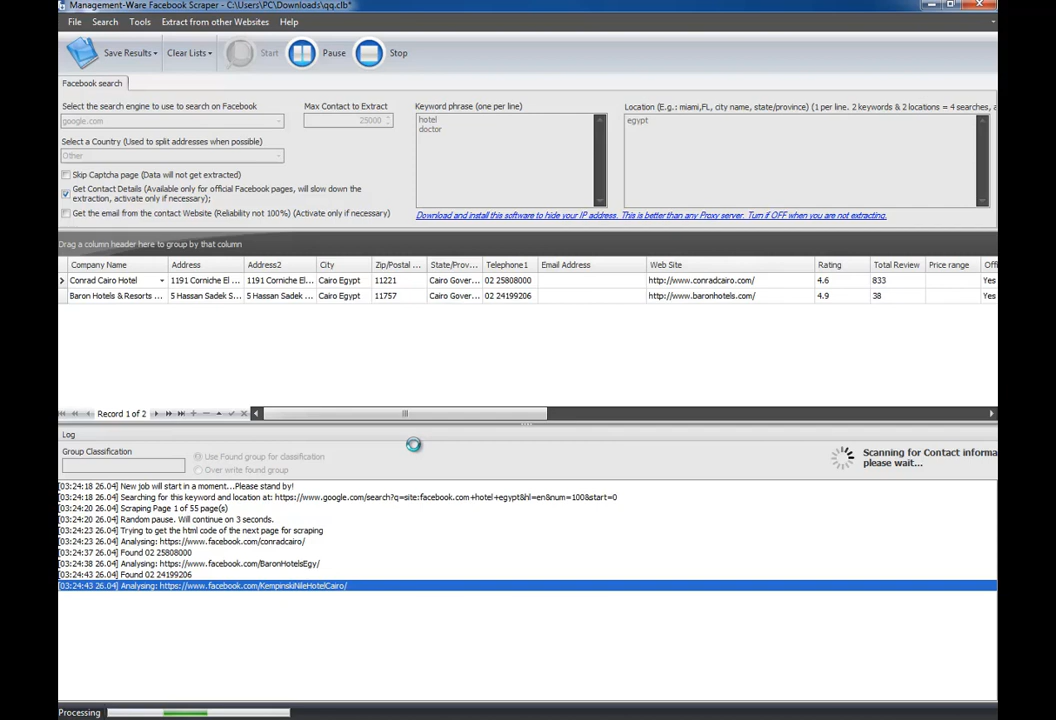 Management-Ware Facebook Scraper - C:\Users\PC\Downloads\qq.clb*
File Search Tools Extract from other Websites Help
Save Results Clear Lists Start Pause Stop
Facebook search
Select the search engine to use to search on Facebook
google.com
Max Contact to Extract
25000
Keyword phrase (one per line)
hotel
doctor
Location (E.g.: miami,FL, city name, state/province) (1 per line. 2 keywords & 2 locations = 4 searches, a
egypt
Select a Country (Used to split addresses when possible)
Other
Skip Captcha page (Data will not get extracted)
Get Contact Details (Available only for official Facebook pages, will slow down the
extraction, activate only if necessary);
Get the email from the contact Website (Reliability not 100%) (Activate only if necessary)
Download and install this software to hide your IP address. This is better than any Proxy server. Turn if OFF when you are not extracting.
Drag a column header here to group by that column
Company Name Address Address2 City Zip/Postal ... State/Prov... Telephone1 Email Address Web Site Rating Total Review Price range Offi
Conrad Cairo Hotel 1191 Corniche El ... 1191 Corniche El ... Cairo Egypt 11221 Cairo Gover... 02 25808000 http://www.conradcairo.com/ 4.6 833 Yes
Baron Hotels & Resorts ... 5 Hassan Sadek S... 5 Hassan Sadek ... Cairo Egypt 11757 Cairo Gover... 02 24199206 http://www.baronhotels.com/ 4.9 38 Yes
Record 1 of 2
Log
Group Classification
Use Found group for classification
Over write found group
Scanning for Contact informa
please wait...
[03:24:18 26.04] New job will start in a moment...Please stand by!
[03:24:18 26.04] Searching for this keyword and location at: https://www.google.com/search?q=site:facebook.com+hotel+egypt&hl=en&num=100&start=0
[03:24:20 26.04] Scraping Page 1 of 55 page(s)
[03:24:20 26.04] Random pause. Will continue on 3 seconds.
[03:24:23 26.04] Trying to get the html code of the next page for scraping
[03:24:23 26.04] Analysing: https://www.facebook.com/conradcairo/
[03:24:37 26.04] Found 02 25808000
[03:24:38 26.04] Analysing: https://www.facebook.com/BaronHotelsEgy/
[03:24:43 26.04] Found 02 24199206
[03:24:43 26.04] Analysing: https://www.facebook.com/KempinskiNileHotelCairo/
Processing